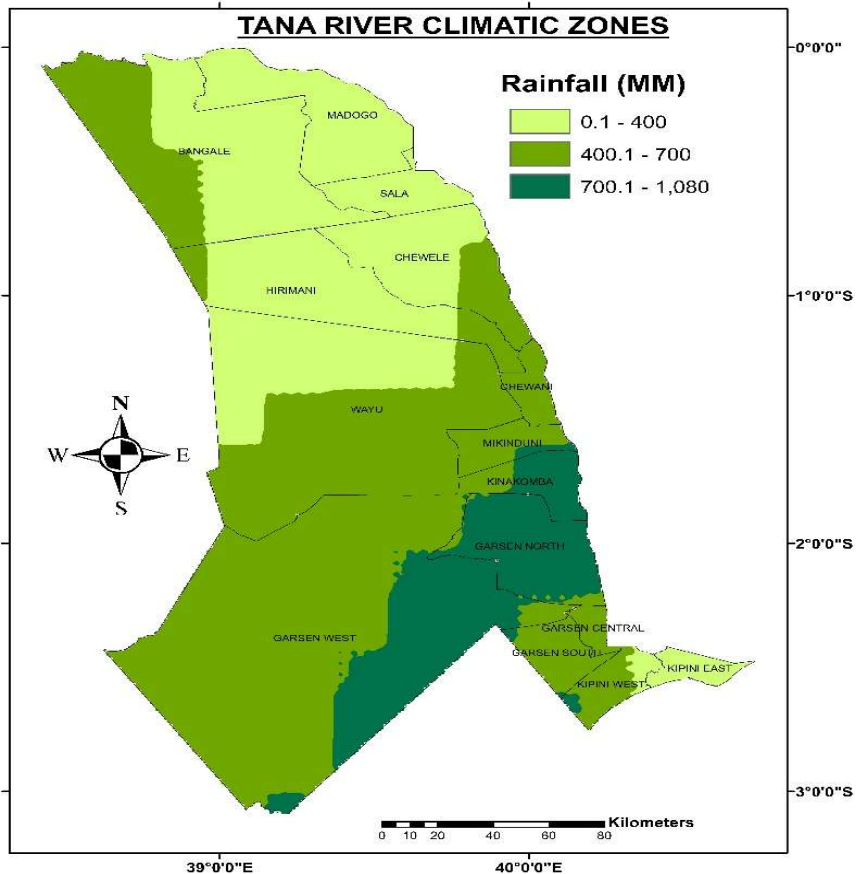 TANA RIVER CLIMATIC ZONES
0°0'0"
Rainfall (MM)
0.1 - 400
400.1 - 700
700.1 - 1,080
MADOGO
BANGALE
SALA
CHEWELE
HIRIMANI
1°0'0"S
CHEWANI
WAYU
N
W E
S
MIKINDUNI
KINAKOMBA
2°0'0"S
GARSEN NORTH
GARSEN CENTRAL
GARSEN WEST
GARSEN SOUTH
KIPINI EAST
KIPINI WEST
3°0'0"S
Kilometers
0 10 20 40 60 80
39°0'0"E 40°0'0"E